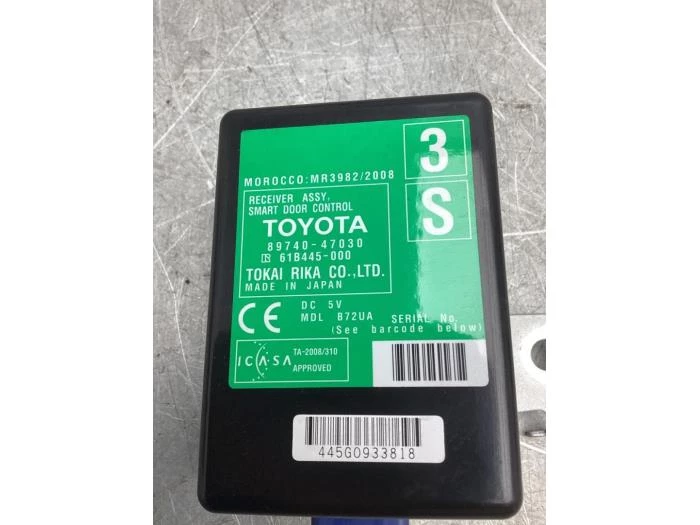 3
MOROCCO:MR3982/2008
RECEIVER ASSY,
SMART DOOR CONTROL
S
TOYOTA
89740-47030
61B445-000
TOKAI RIKA CO.,LTD.
MADE IN JAPAN
CE
DC 5V
MDL B72UA SERIAL No.
(See barcode below)
ICASA
TA-2008/310
APPROVED
445G0933818